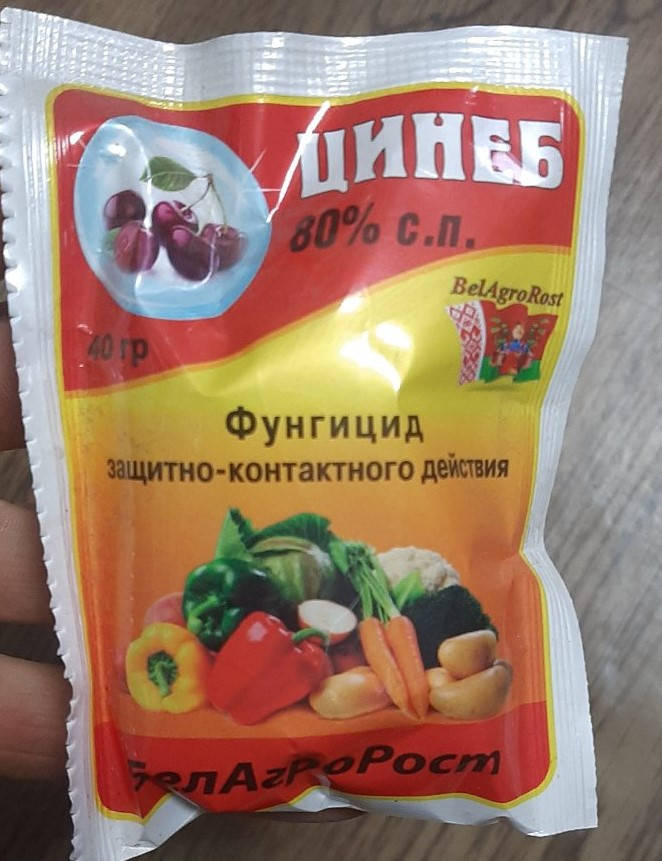 ЦИНЕБ
80% с.п.
BelAgroRost
40 гр
Фунгицид
защитно-контактного действия
БелАгроРост